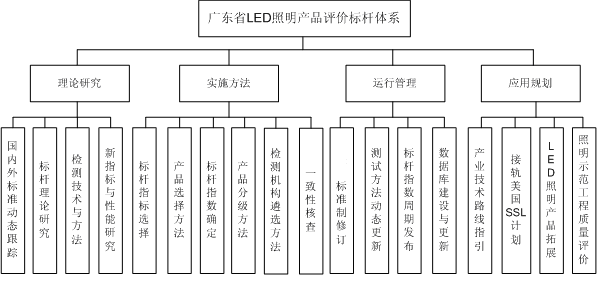 广东省LED照明产品评价标杆体系
理论研究
实施方法
运行管理
应用规划
国内外标准动态跟踪
标杆理论研究
检测技术与方法
新指标与性能研究
标杆指标选择
产品选择方法
标杆指数确定
产品分级方法
检测机构遴选方法
一致性核查
标准制修订
测试方法动态更新
标杆指数周期发布
数据库建设与更新
产业技术路线指引
接轨美国SSL计划
LED照明产品拓展
照明示范工程质量评价